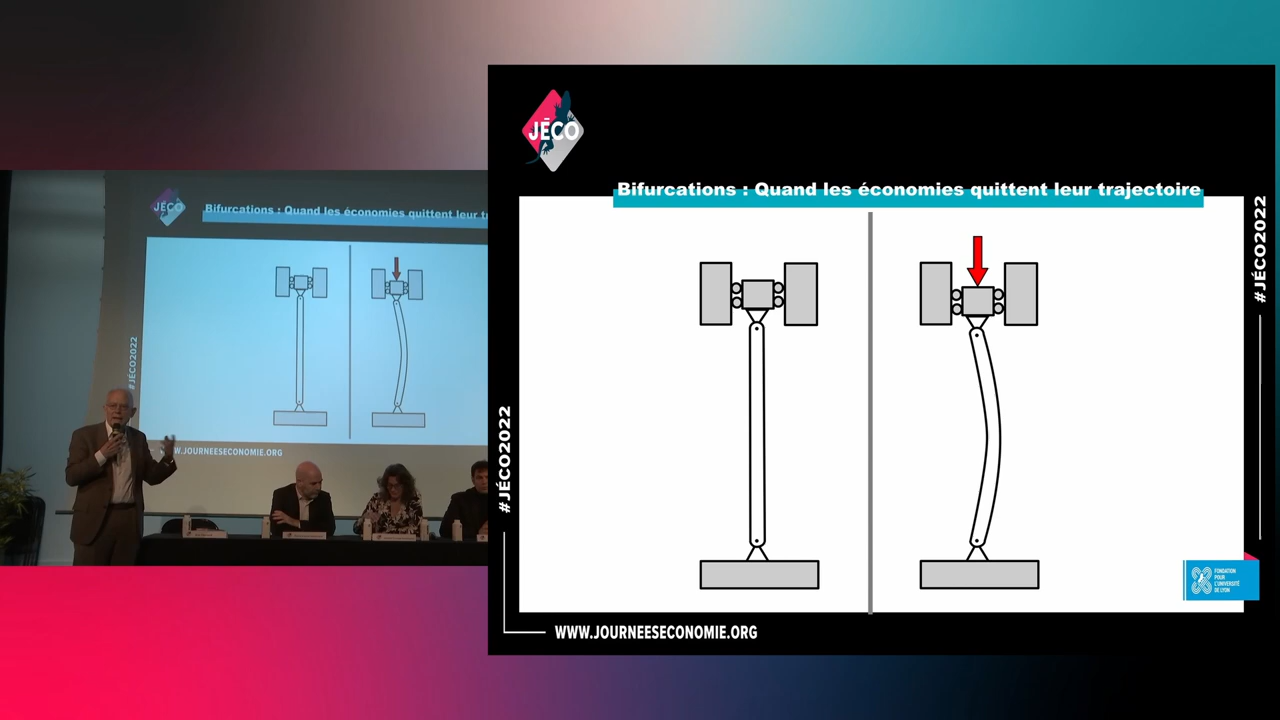 JÉCO
Bifurcations : Quand les économies quittent leur trajectoire
#JÉCO2022
#JÉCO2022
FONDATION
POUR
L'UNIVERSITÉ
DE LYON
WWW.JOURNEESECONOMIE.ORG
JÉCO
Bifurcations : Quand les économies quittent leur t
#JÉCO2022
WWW.JOURNEESECONOMIE.ORG